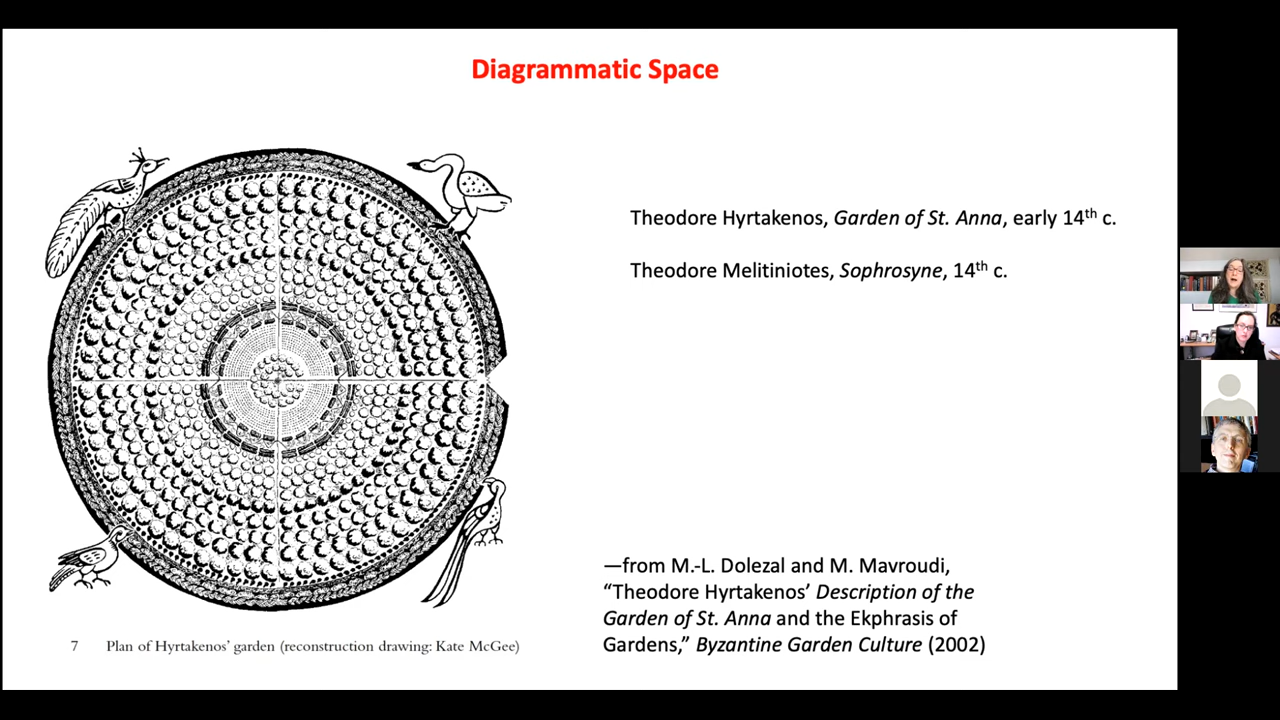 Diagrammatic Space
Theodore Hyrtakenos, Garden of St. Anna, early 14th c.
Theodore Melitiniotes, Sophrosyne, 14th c.
—from M.-L. Dolezal and M. Mavroudi,
“Theodore Hyrtakenos’ Description of the
Garden of St. Anna and the Ekphrasis of
Gardens,” Byzantine Garden Culture (2002)
7 Plan of Hyrtakenos’ garden (reconstruction drawing: Kate McGee)